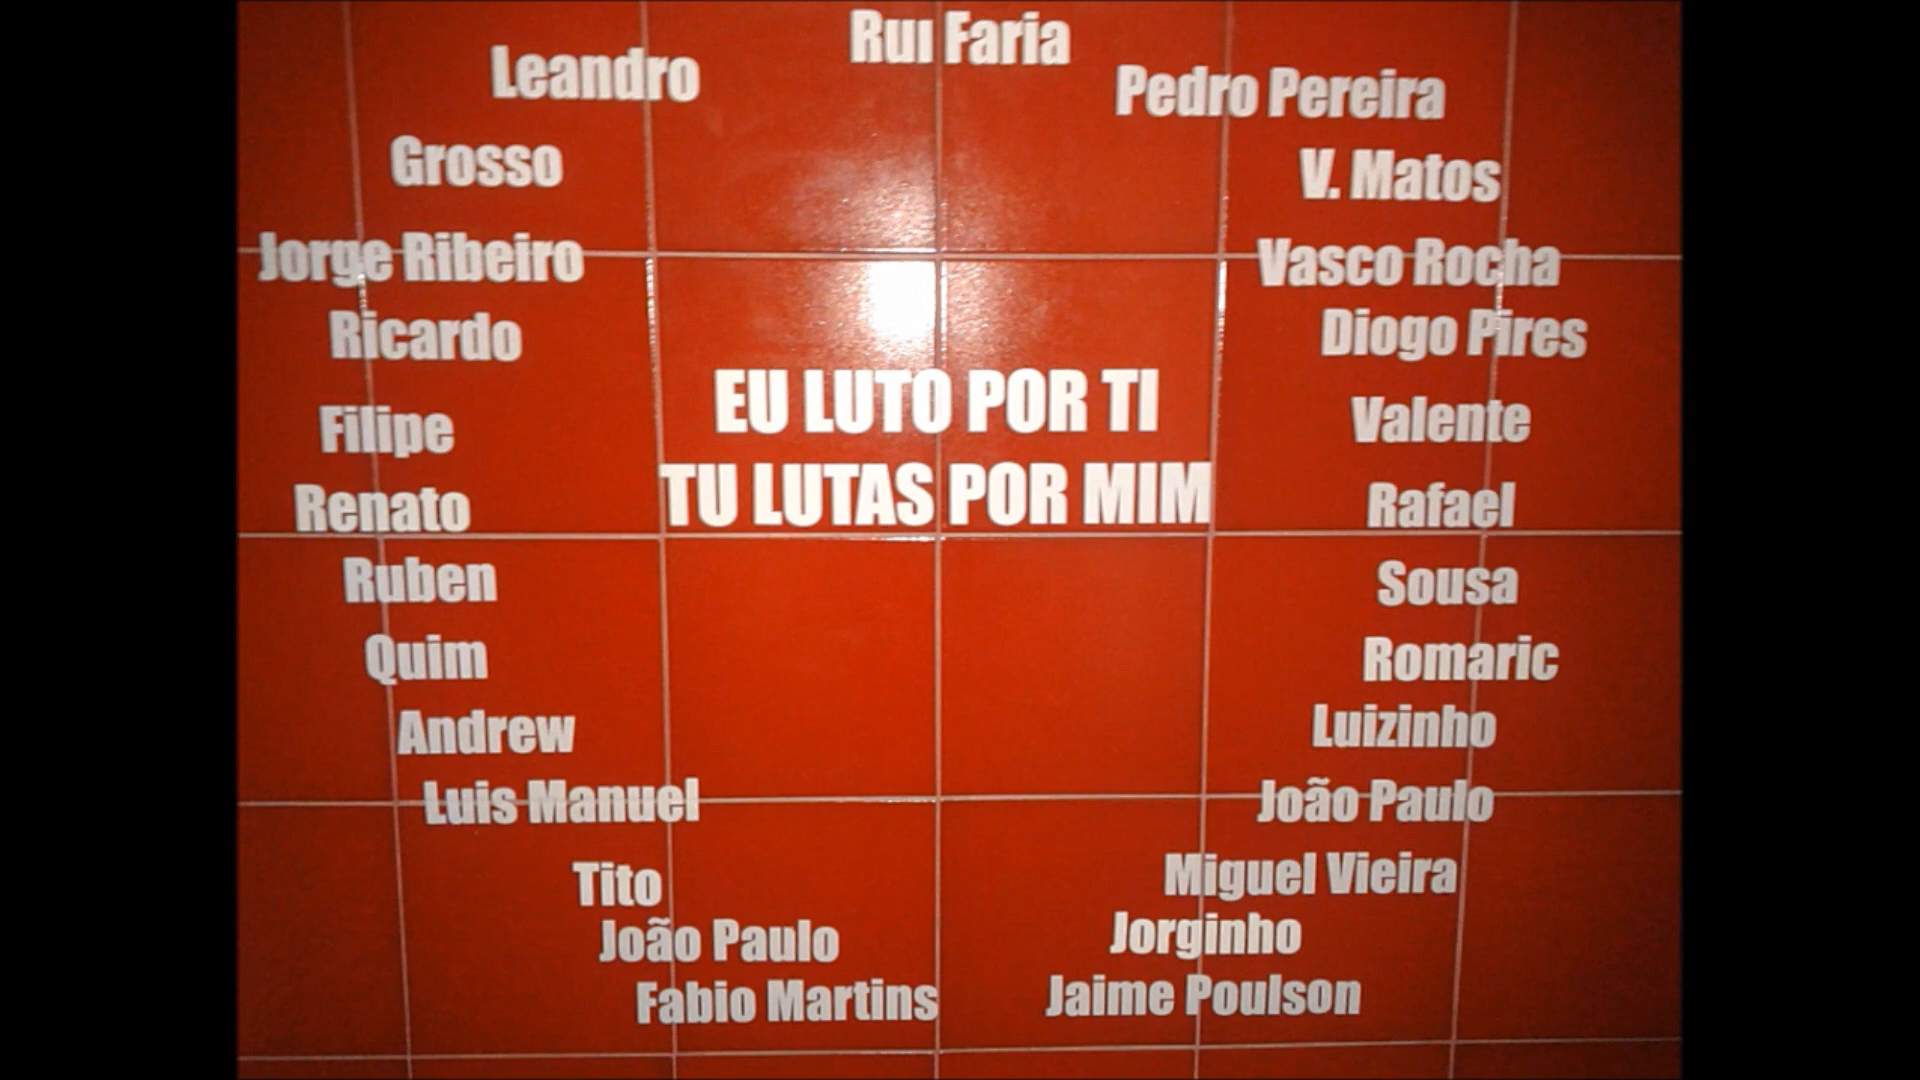 Rui Faria
Leandro
Pedro Pereira
Grosso
V. Matos
Jorge Ribeiro
Vasco Rocha
Ricardo
Diogo Pires
EU LUTO POR TI
Filipe
Valente
TU LUTAS POR MIM
Renato
Rafael
Ruben
Sousa
Quim
Romaric
Andrew
Luizinho
Luis Manuel
João Paulo
Tito
Miguel Vieira
João Paulo
Jorginho
Fabio Martins
Jaime Poulson